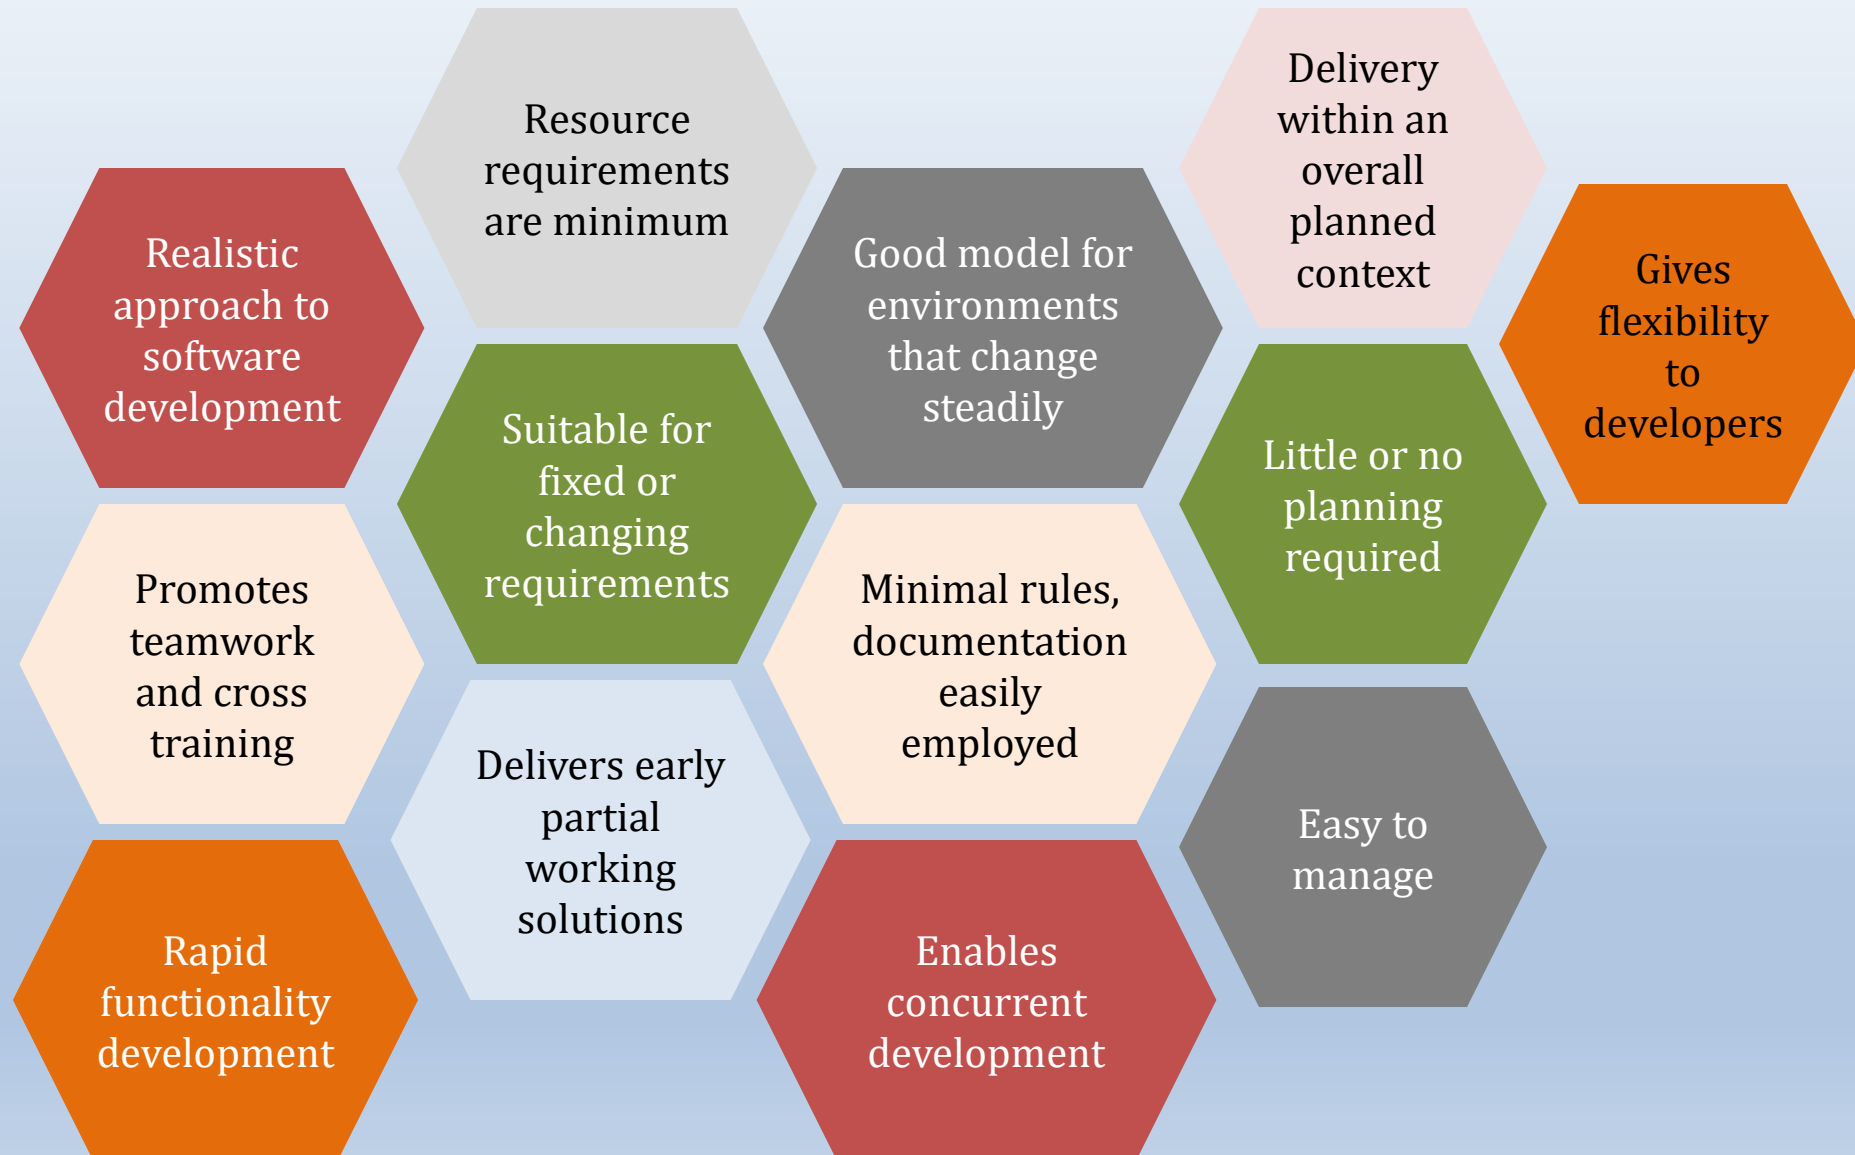 Realistic
approach to
software
development
Promotes
teamwork
and cross
training
Rapid
functionality
development
Resource
requirements
are minimum
Suitable for
fixed or
changing
requirements
Delivers early
partial
working
solutions
Good model for
environments
that change
steadily
Minimal rules,
documentation
easily
employed
Enables
concurrent
development
Delivery
within an
overall
planned
context
Little or no
planning
required
Easy to
manage
Gives
flexibility
to
developers